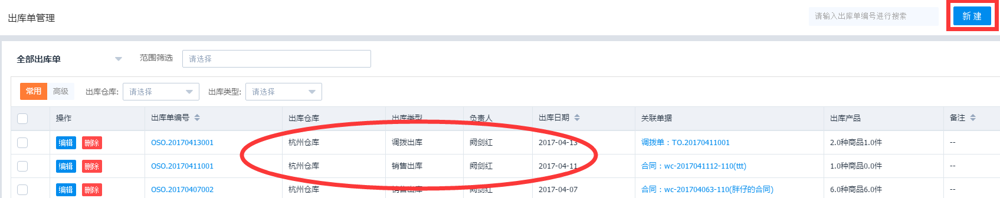 出库单管理 请输入出库单编号进行搜索 新 建
全部出库单 范围筛选 请选择
常用 高级 出库仓库: 请选择 出库类型: 请选择
操作 出库单编号 出库仓库 出库类型 负责人 出库日期 关联单据 出库产品 备注
编辑 删除 OSO.20170413001 杭州仓库 调拨出库 阙剑红 2017-04-13 调拨单：TO.20170411001 2.0种商品1.0件 --
编辑 删除 OSO.20170411001 杭州仓库 销售出库 阙剑红 2017-04-11 合同：wc-2017041112-110(ttt) 1.0种商品0.0件 --
编辑 删除 OSO.20170407002 杭州仓库 销售出库 阙剑红 2017-04-07 合同：wc-201704063-110(胖仔的合同) 6.0种商品6.0件 --